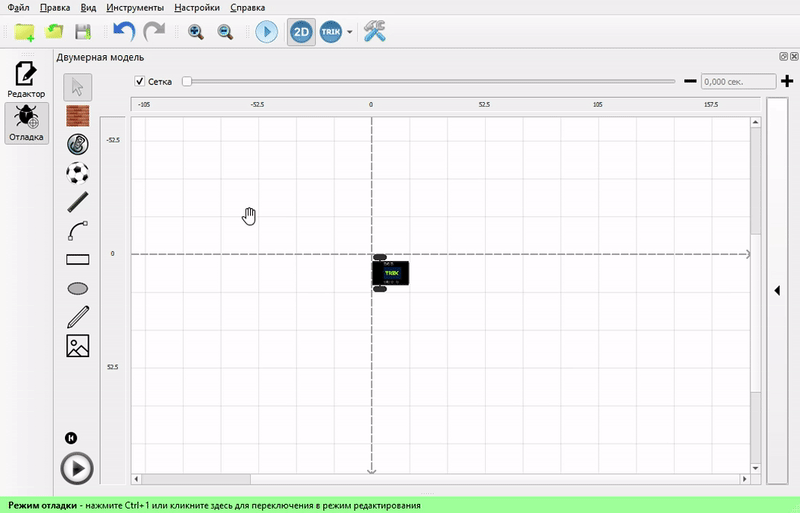 Файл Правка Вид Инструменты Настройки Справка
2D TRIK
Двумерная модель
Редактор
Отладка
Сетка
0,000 сек.
-105 -52.5 0 52.5 105 157.5
-52.5
0
52.5
TRIK
Режим отладки - нажмите Ctrl+1 или кликните здесь для переключения в режим редактирования